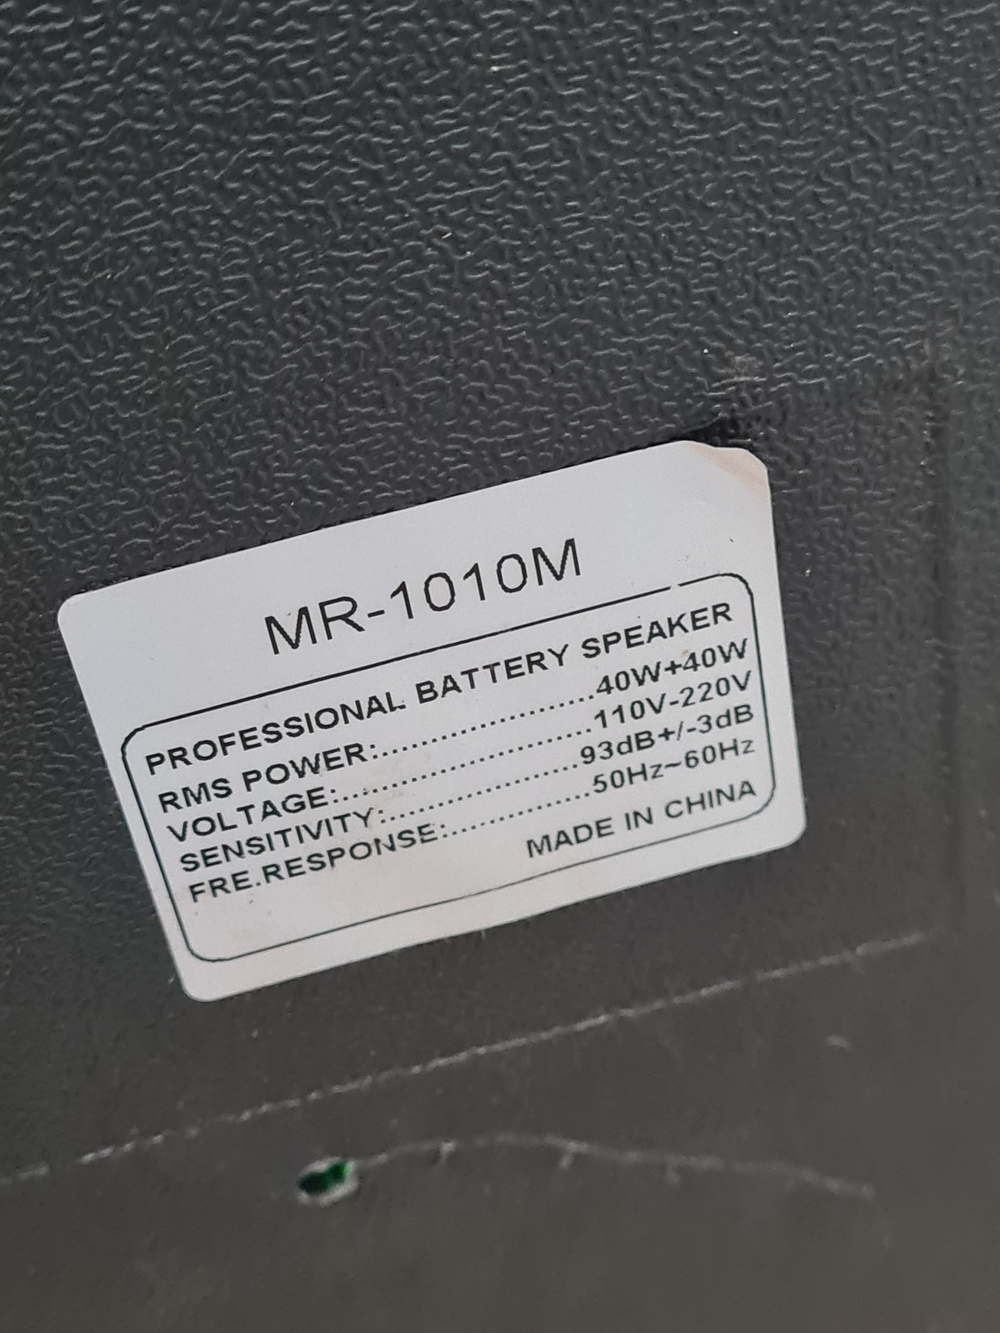 MR-1010M
PROFESSIONAL BATTERY SPEAKER
RMS POWER:......................40W+40W
VOLTAGE:..........................110V-220V
SENSITIVITY:...................93dB+/-3dB
FRE.RESPONSE:..............50Hz~60Hz
MADE IN CHINA